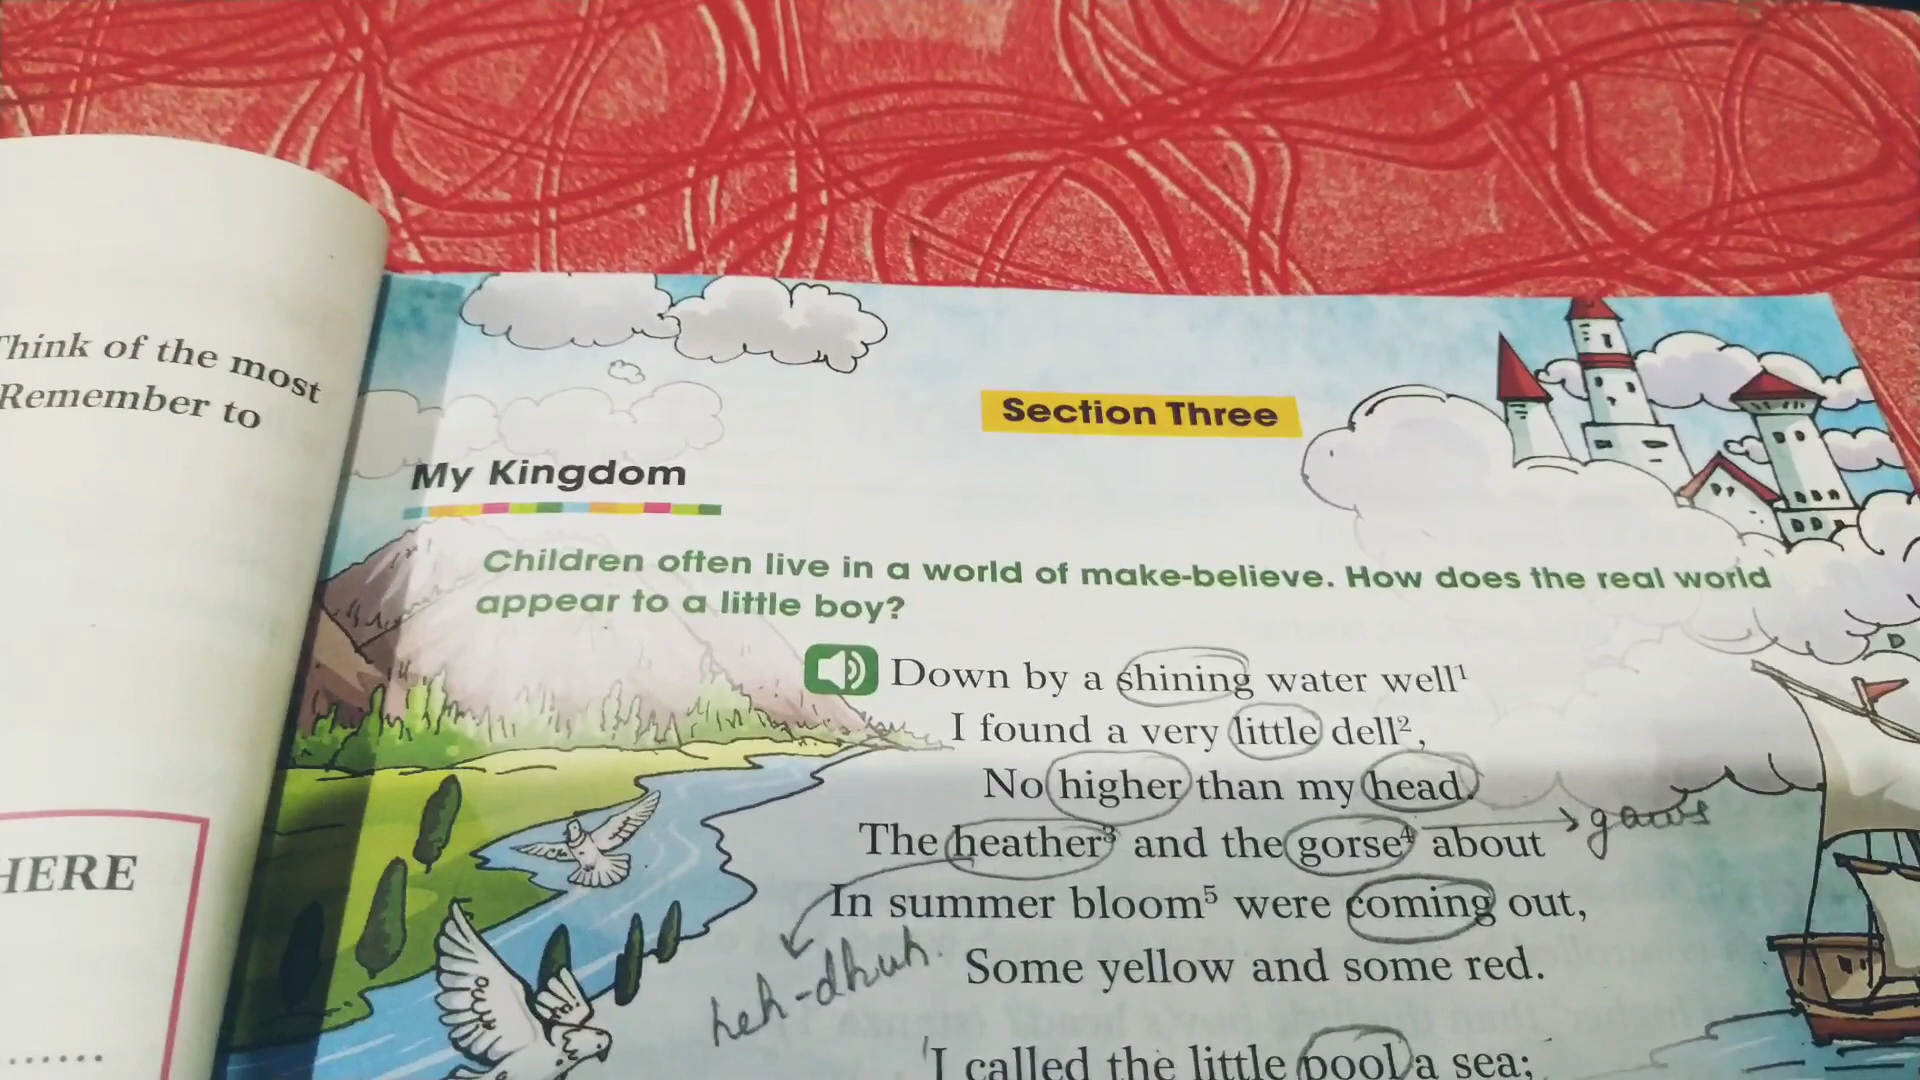 Think of the most
Remember to
HERE
Section Three
My Kingdom
Children often live in a world of make-believe. How does the real world
appear to a little boy?
Down by a shining water well¹
I found a very little dell²,
No higher than my head.
The heather³ and the gorse⁴ about
gaws
In summer bloom⁵ were coming out,
heh-dhuh.
Some yellow and some red.
I called the little pool a sea;